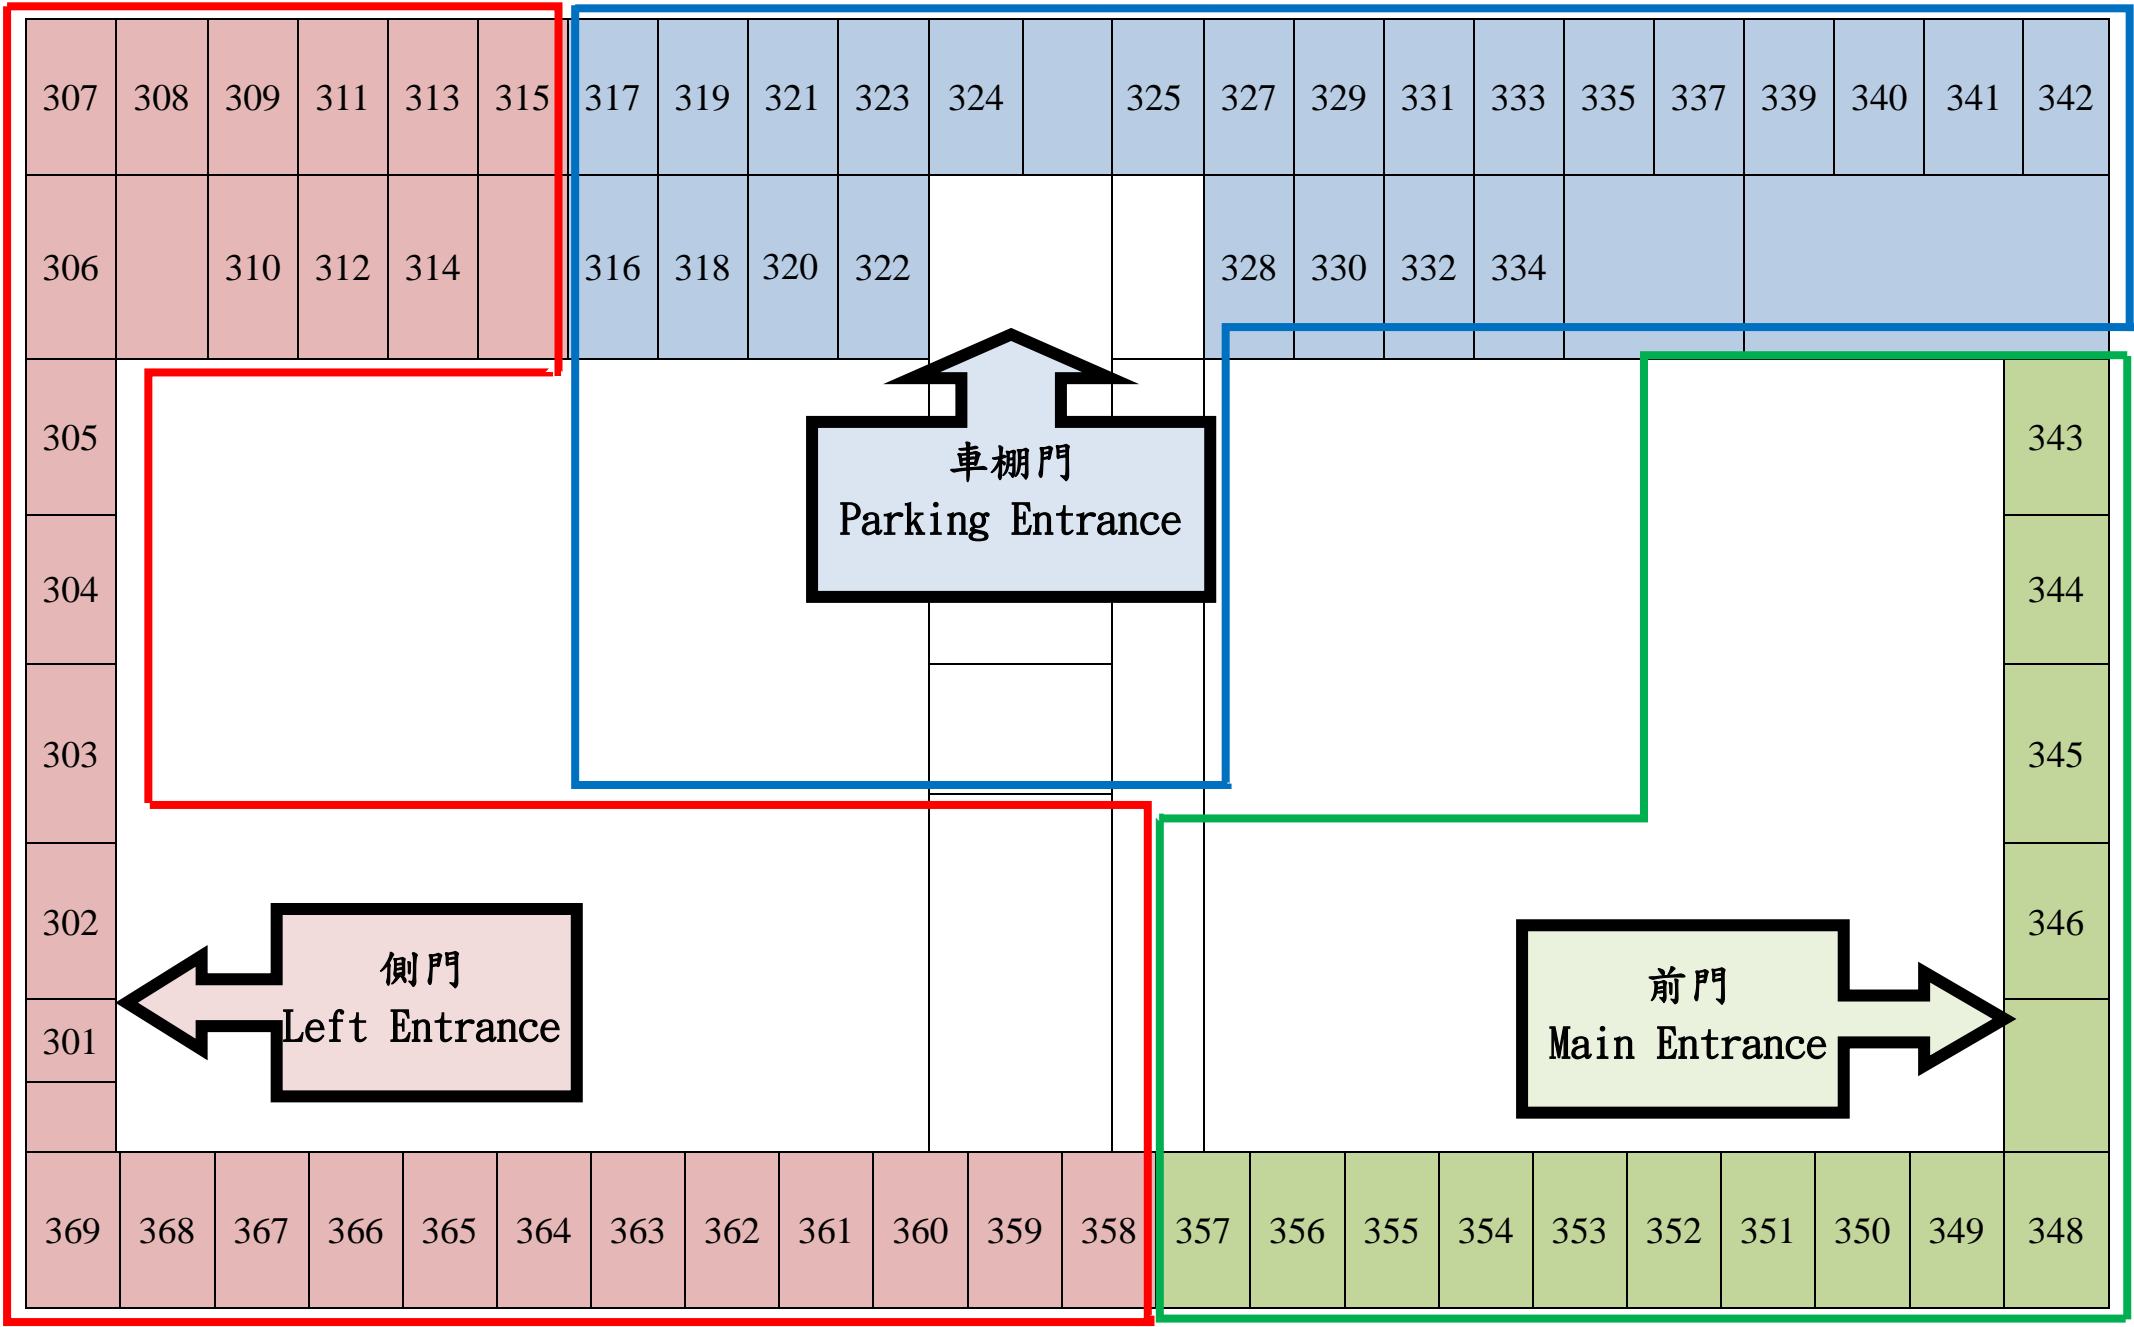 307 308 309 311 313 315 317 319 321 323 324 325 327 329 331 333 335 337 339 340 341 342
306 310 312 314 316 318 320 322 328 330 332 334
305 343
車棚門
Parking Entrance
304 344
303 345
302 346
側門
Left Entrance
前門
Main Entrance
301
369 368 367 366 365 364 363 362 361 360 359 358 357 356 355 354 353 352 351 350 349 348